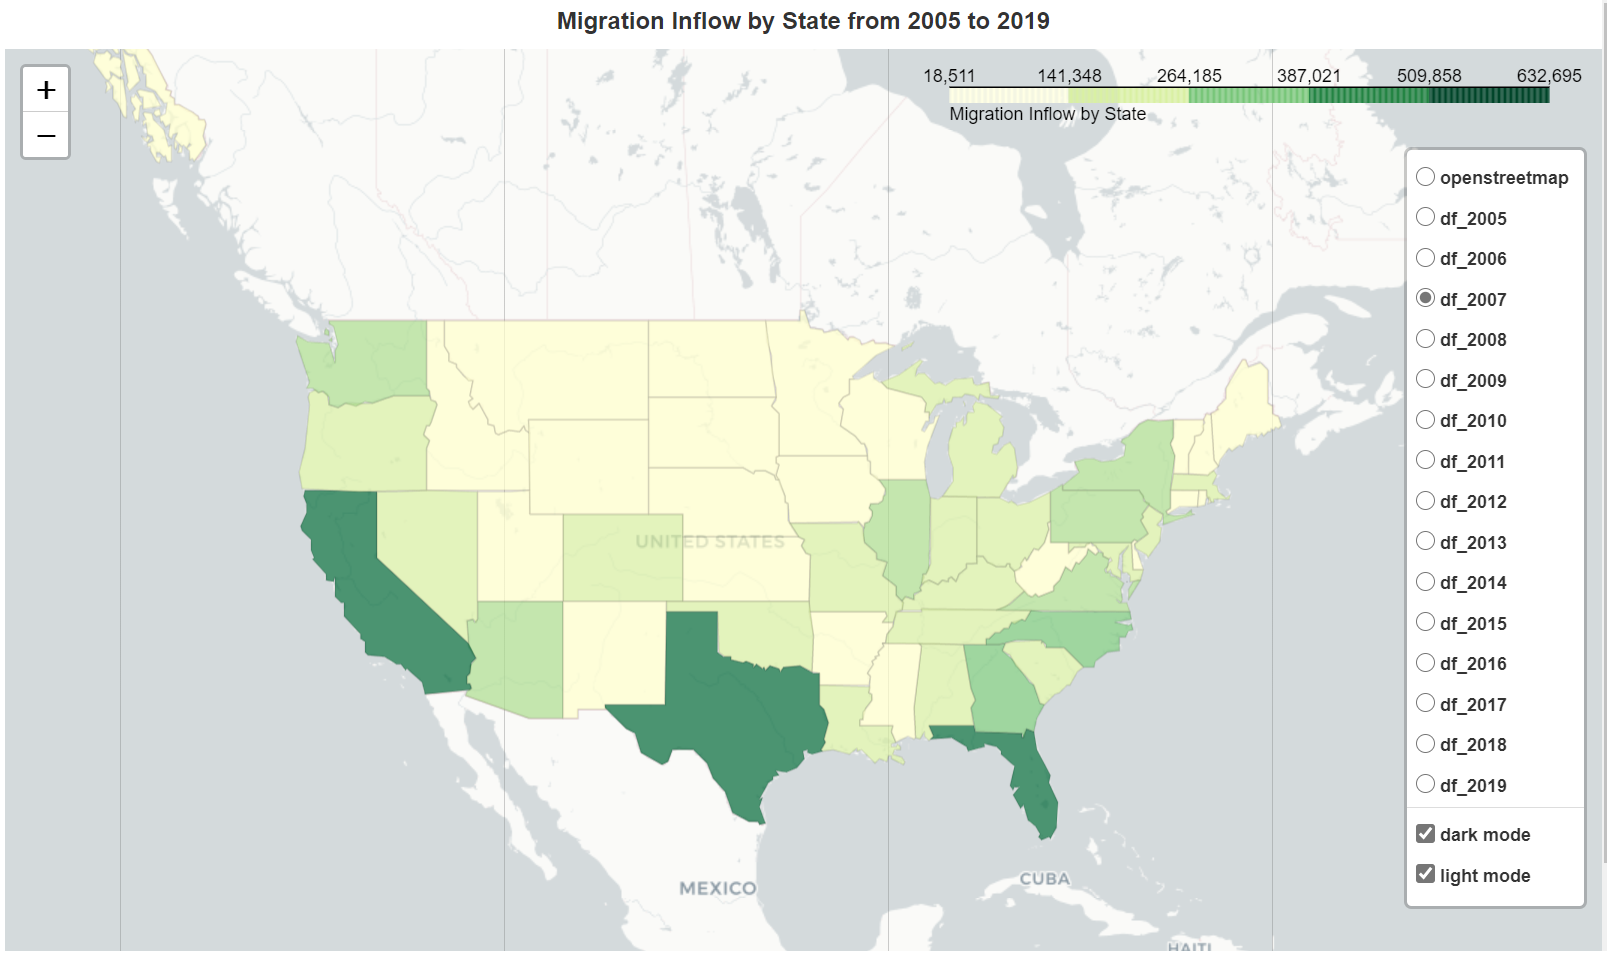 Migration Inflow by State from 2005 to 2019
+
−
18,511 141,348 264,185 387,021 509,858 632,695
Migration Inflow by State
openstreetmap
df_2005
df_2006
df_2007
df_2008
df_2009
df_2010
df_2011
df_2012
df_2013
df_2014
df_2015
df_2016
df_2017
df_2018
df_2019
dark mode
light mode
UNITED STATES
MEXICO
CUBA
HAITI